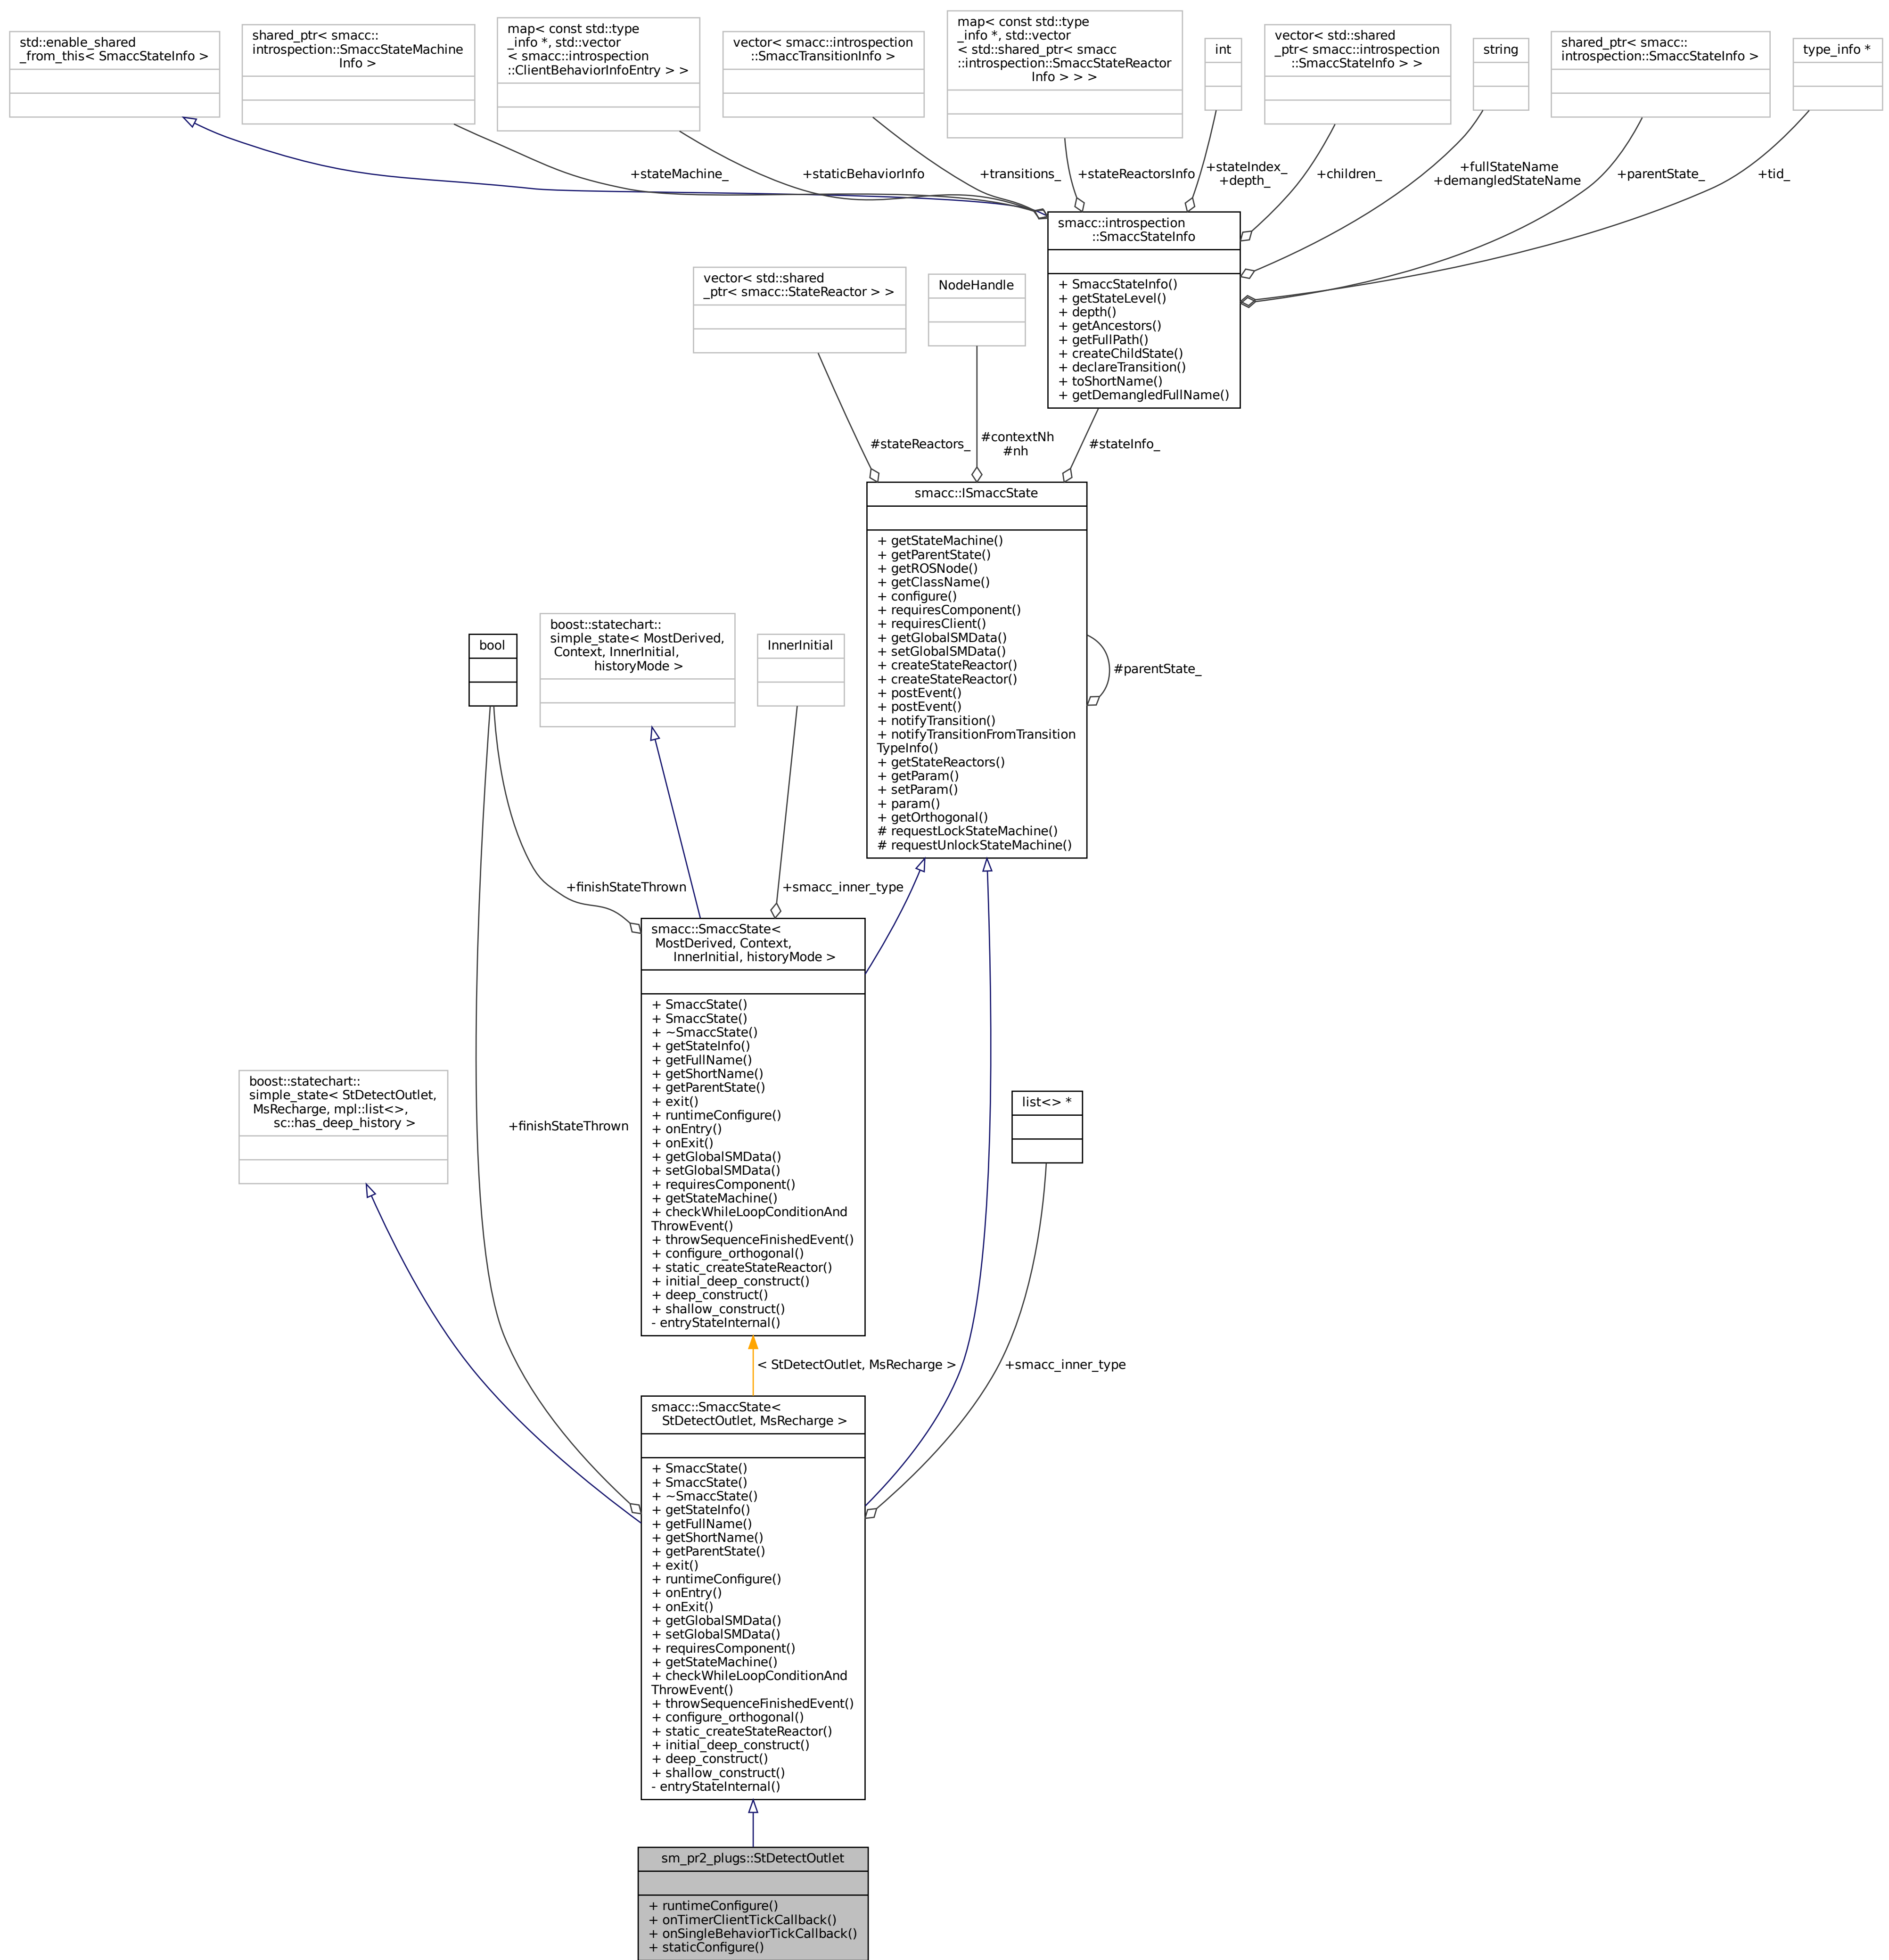 std::enable_shared
_from_this< SmaccStateInfo >
shared_ptr< smacc::
introspection::SmaccStateMachine
Info >
map< const std::type
_info *, std::vector
< smacc::introspection
::ClientBehaviorInfoEntry > >
vector< smacc::introspection
::SmaccTransitionInfo >
map< const std::type
_info *, std::vector
< std::shared_ptr< smacc
::introspection::SmaccStateReactor
Info > > >
int
vector< std::shared
_ptr< smacc::introspection
::SmaccStateInfo > >
string
shared_ptr< smacc::
introspection::SmaccStateInfo >
type_info *
+stateMachine_
+staticBehaviorInfo
+transitions_
+stateReactorsInfo
+stateIndex_
+depth_
+children_
+fullStateName
+demangledStateName
+parentState_
+tid_
smacc::introspection
::SmaccStateInfo
+ SmaccStateInfo()
+ getStateLevel()
+ depth()
+ getAncestors()
+ getFullPath()
+ createChildState()
+ declareTransition()
+ toShortName()
+ getDemangledFullName()
vector< std::shared
_ptr< smacc::StateReactor > >
NodeHandle
#stateReactors_
#contextNh
#nh
#stateInfo_
smacc::ISmaccState
+ getStateMachine()
+ getParentState()
+ getROSNode()
+ getClassName()
+ configure()
+ requiresComponent()
+ requiresClient()
+ getGlobalSMData()
+ setGlobalSMData()
+ createStateReactor()
+ createStateReactor()
+ postEvent()
+ postEvent()
+ notifyTransition()
+ notifyTransitionFromTransition
TypeInfo()
+ getStateReactors()
+ getParam()
+ setParam()
+ param()
+ getOrthogonal()
# requestLockStateMachine()
# requestUnlockStateMachine()
#parentState_
bool
boost::statechart::
simple_state< MostDerived,
Context, InnerInitial,
historyMode >
InnerInitial
+finishStateThrown
+smacc_inner_type
smacc::SmaccState<
MostDerived, Context,
InnerInitial, historyMode >
+ SmaccState()
+ SmaccState()
+ ~SmaccState()
+ getStateInfo()
+ getFullName()
+ getShortName()
+ getParentState()
+ exit()
+ runtimeConfigure()
+ onEntry()
+ onExit()
+ getGlobalSMData()
+ setGlobalSMData()
+ requiresComponent()
+ getStateMachine()
+ checkWhileLoopConditionAnd
ThrowEvent()
+ throwSequenceFinishedEvent()
+ configure_orthogonal()
+ static_createStateReactor()
+ initial_deep_construct()
+ deep_construct()
+ shallow_construct()
- entryStateInternal()
boost::statechart::
simple_state< StDetectOutlet,
MsRecharge, mpl::list<>,
sc::has_deep_history >
+finishStateThrown
list<> *
< StDetectOutlet, MsRecharge >
+smacc_inner_type
smacc::SmaccState<
StDetectOutlet, MsRecharge >
+ SmaccState()
+ SmaccState()
+ ~SmaccState()
+ getStateInfo()
+ getFullName()
+ getShortName()
+ getParentState()
+ exit()
+ runtimeConfigure()
+ onEntry()
+ onExit()
+ getGlobalSMData()
+ setGlobalSMData()
+ requiresComponent()
+ getStateMachine()
+ checkWhileLoopConditionAnd
ThrowEvent()
+ throwSequenceFinishedEvent()
+ configure_orthogonal()
+ static_createStateReactor()
+ initial_deep_construct()
+ deep_construct()
+ shallow_construct()
- entryStateInternal()
sm_pr2_plugs::StDetectOutlet
+ runtimeConfigure()
+ onTimerClientTickCallback()
+ onSingleBehaviorTickCallback()
+ staticConfigure()